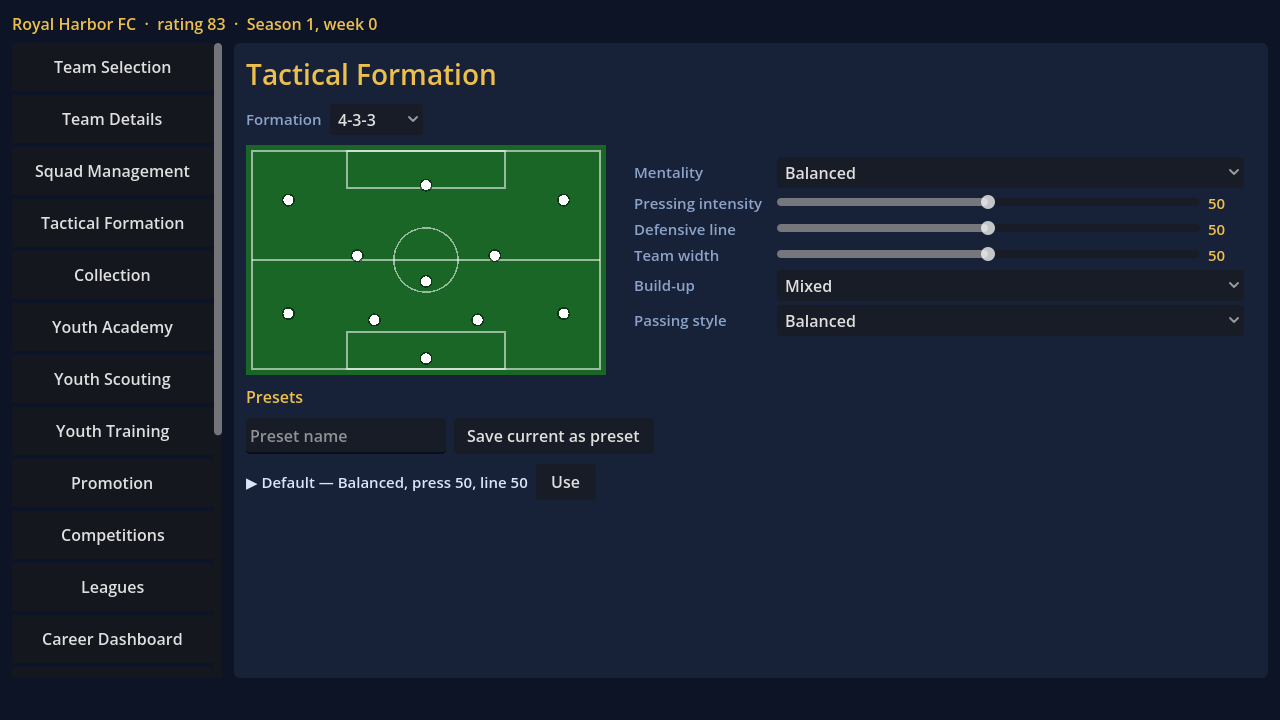 Royal Harbor FC · rating 83 · Season 1, week 0
Team Selection
Team Details
Squad Management
Tactical Formation
Collection
Youth Academy
Youth Scouting
Youth Training
Promotion
Competitions
Leagues
Career Dashboard
Tactical Formation
Formation 4-3-3
Mentality Balanced
Pressing intensity 50
Defensive line 50
Team width 50
Build-up Mixed
Passing style Balanced
Presets
Preset name Save current as preset
▶ Default — Balanced, press 50, line 50 Use